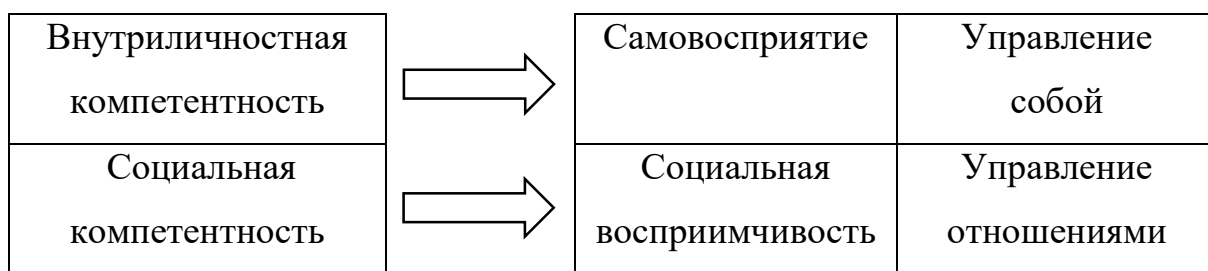 Внутриличностная
компетентность
Самовосприятие
Управление
собой
Социальная
компетентность
Социальная
восприимчивость
Управление
отношениями